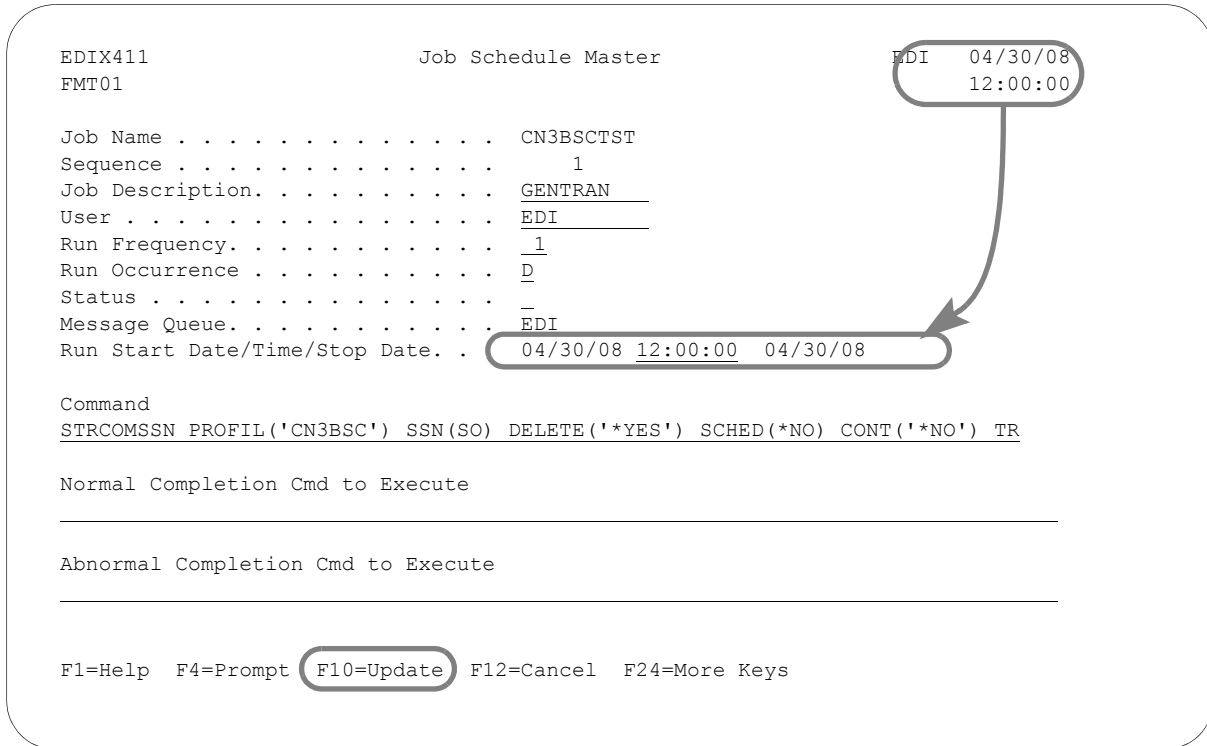 EDIX411 Job Schedule Master EDI 04/30/08
FMT01 12:00:00
Job Name . . . . . . . . . . . . . CN3BSCTST
Sequence . . . . . . . . . . . . . 1
Job Description. . . . . . . . . . GENTRAN
User . . . . . . . . . . . . . . . EDI
Run Frequency. . . . . . . . . . . 1
Run Occurrence . . . . . . . . . . D
Status . . . . . . . . . . . . . . _
Message Queue. . . . . . . . . . . EDI
Run Start Date/Time/Stop Date. . 04/30/08 12:00:00 04/30/08
Command
STRCOMSSN PROFIL('CN3BSC') SSN(SO) DELETE('*YES') SCHED(*NO) CONT('*NO') TR
Normal Completion Cmd to Execute
Abnormal Completion Cmd to Execute
F1=Help F4=Prompt F10=Update F12=Cancel F24=More Keys